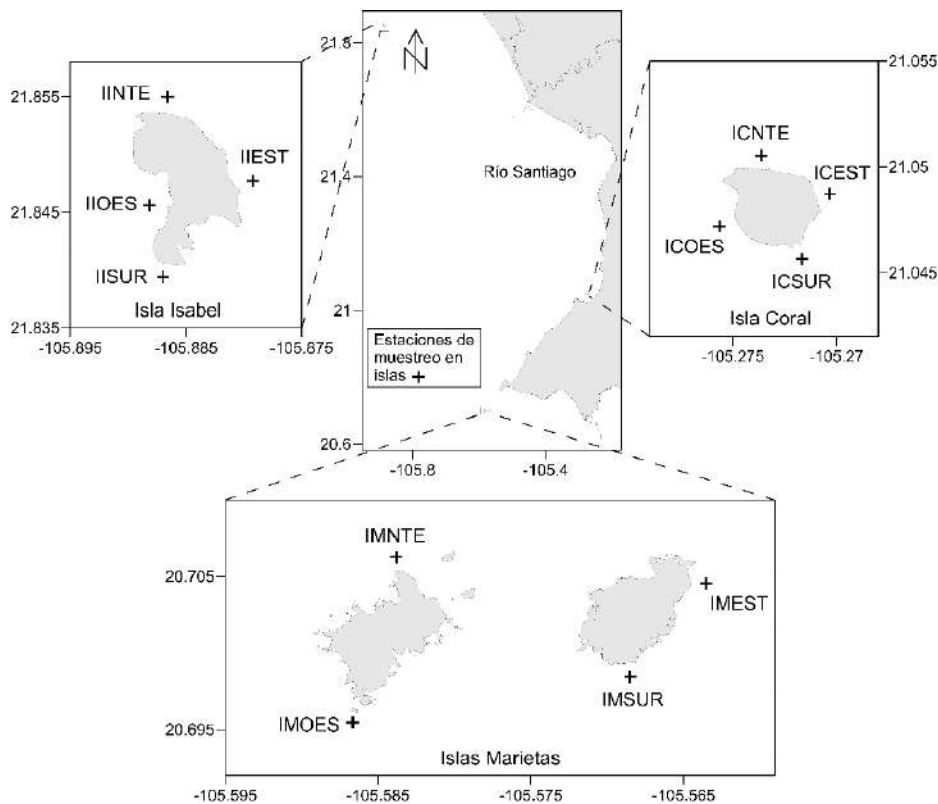 21.855
21.845
21.835
IINTE
IIEST
IIOES
IISUR
Isla Isabel
-105.695
-105.885
-105.675
21.8
21.4
21
20.6
N
Río Santiago
Estaciones de
muestreo en
islas
-105.8
-105.4
21.055
21.05
21.045
ICNTE
ICEST
ICOES
ICSUR
Isla Coral
-105.275
-105.27
20.705
20.695
IMNTE
IMEST
IMSUR
IMOES
Islas Marietas
-105.595
-105.585
-105.575
-105.565